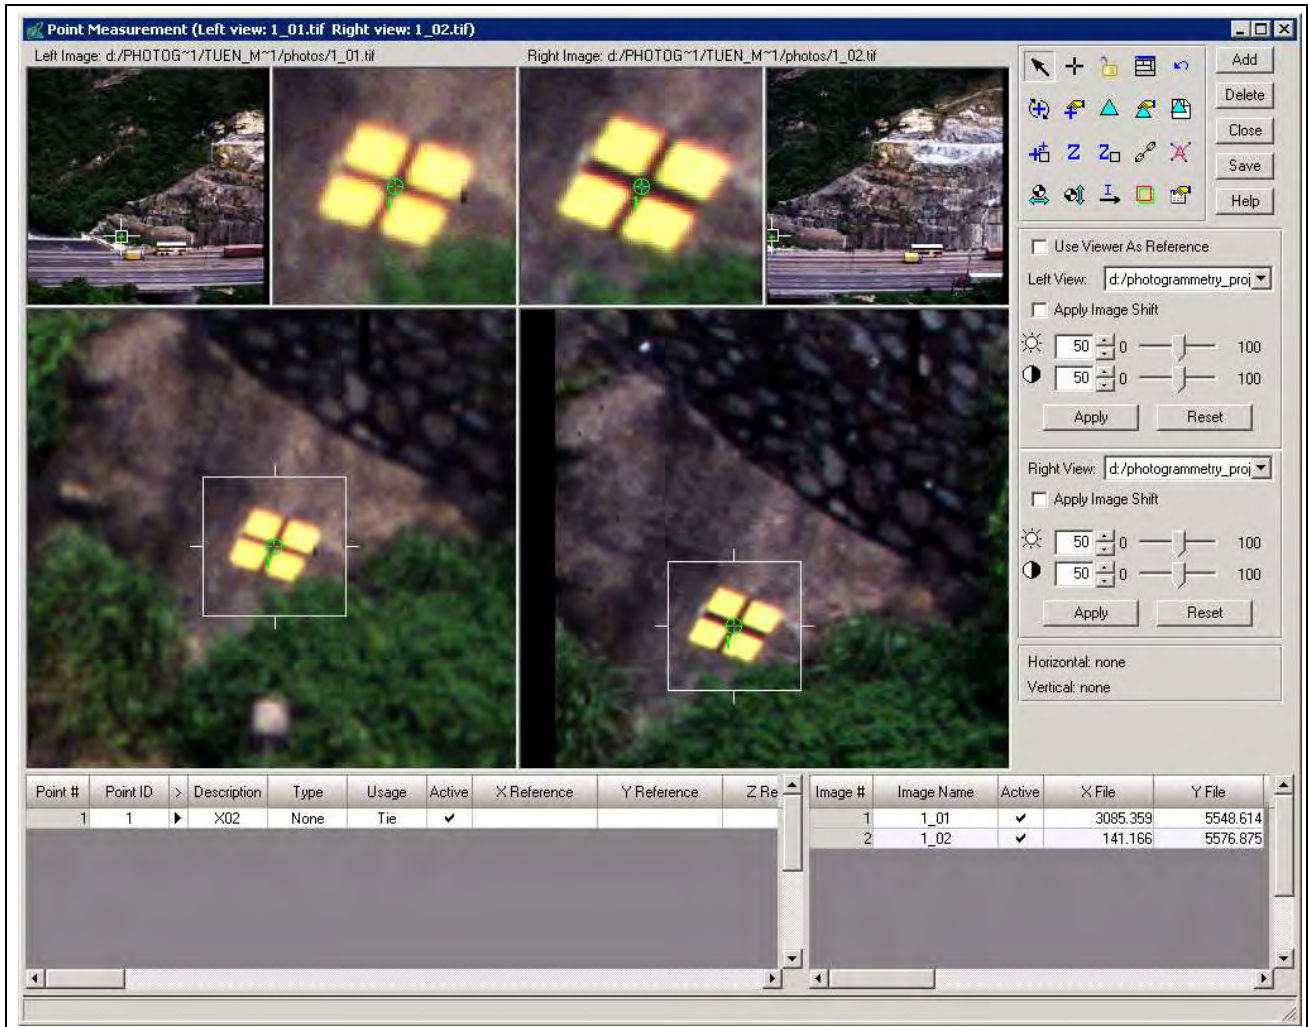 Point Measurement (Left view: 1_01.tif Right view: 1_02.tif)
Left Image: d:/PHOTOG~1/TUEN_M~1/photos/1_01.tif
Right Image: d:/PHOTOG~1/TUEN_M~1/photos/1_02.tif
Add
Delete
Close
Save
Help
Use Viewer As Reference
Left View: d:/photogrammetry_proj
Apply Image Shift
50 0 100
50 0 100
Apply Reset
Right View: d:/photogrammetry_proj
Apply Image Shift
50 0 100
50 0 100
Apply Reset
Horizontal: none
Vertical: none
Point # Point ID > Description Type Usage Active X Reference Y Reference Z Re
1 1 X02 None Tie
Image # Image Name Active X File Y File
1 1_01 3085.359 5548.614
2 1_02 141.166 5576.875